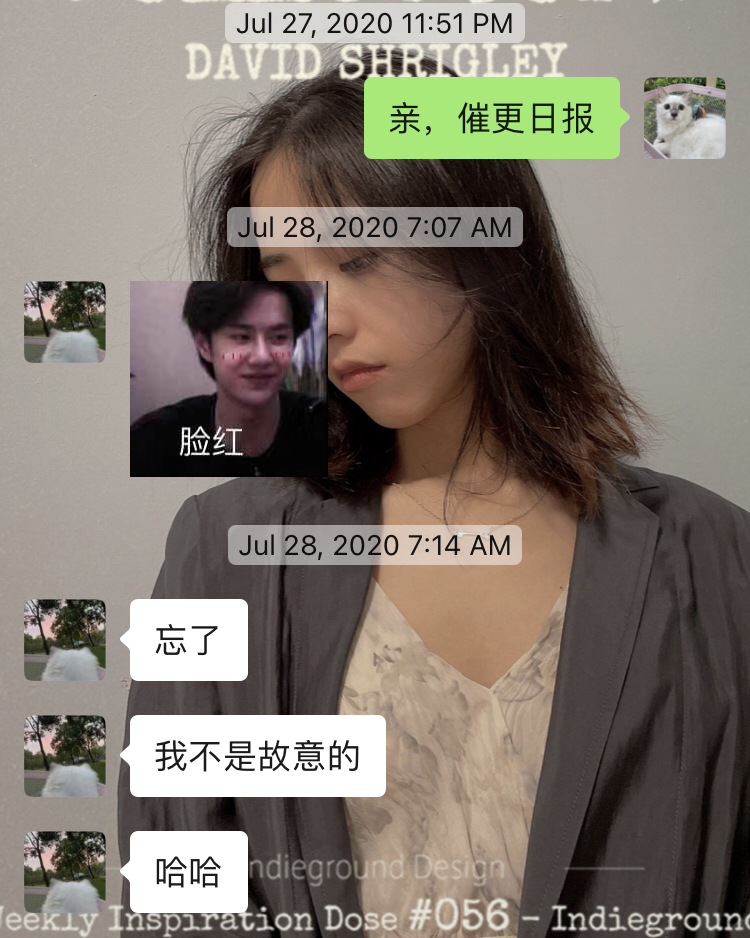 Jul 27, 2020 11:51 PM
DAVID SHRIGLEY
亲，催更日报
Jul 28, 2020 7:07 AM
脸红
Jul 28, 2020 7:14 AM
忘了
我不是故意的
哈哈
ndieground Design
Weekly Inspiration Dose #056 – Indieground